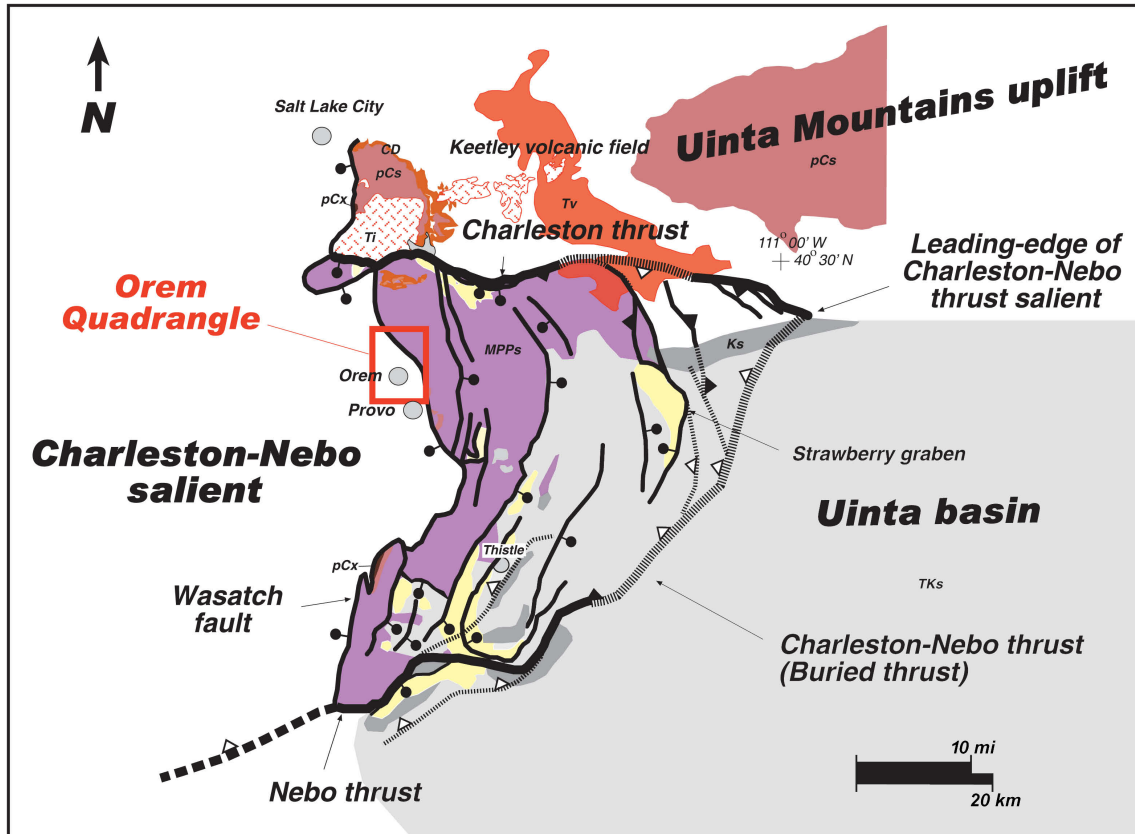 N
Salt Lake City
CD
pCs
pCx
Ti
Keetley volcanic field
Tv
Charleston thrust
Uinta Mountains uplift
pCs
111° 00' W
40° 30' N
Leading-edge of
Charleston-Nebo
thrust salient
Orem
Quadrangle
MPPs
Ks
Orem
Provo
Charleston-Nebo
salient
Strawberry graben
Uinta basin
Thistle
pCx
TKs
Wasatch
fault
Charleston-Nebo thrust
(Buried thrust)
Nebo thrust
10 mi
20 km